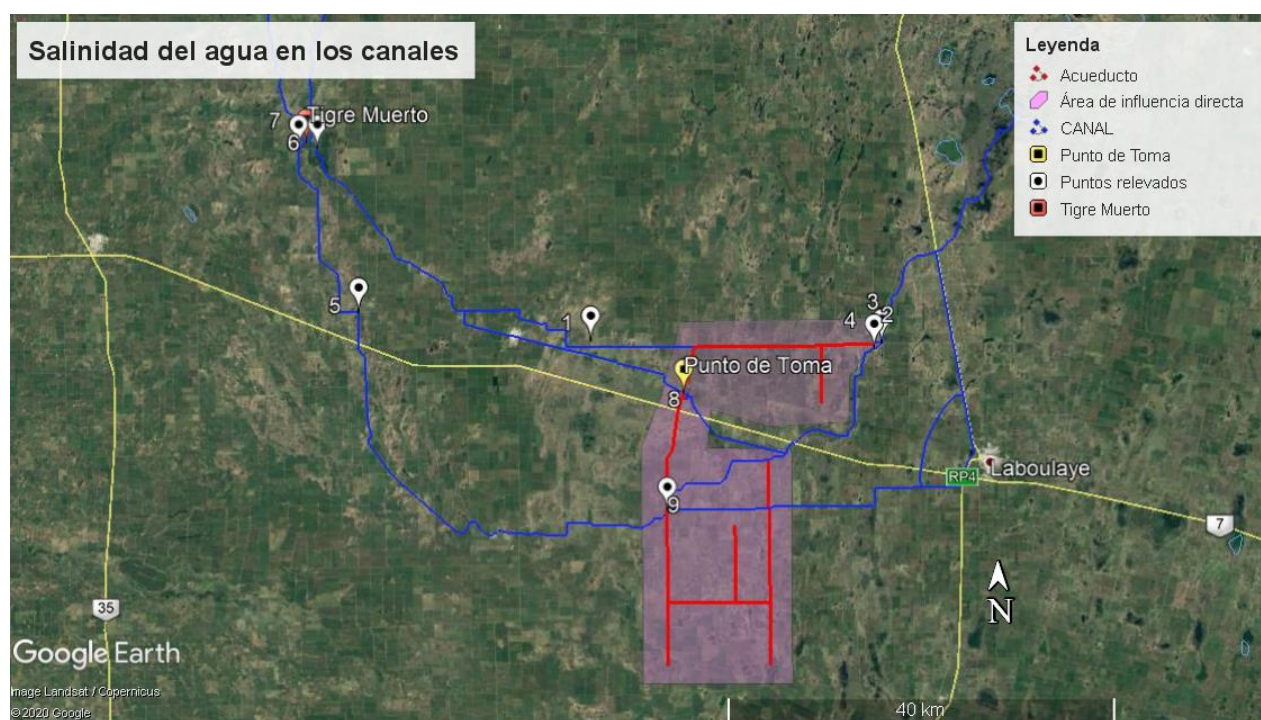 Salinidad del agua en los canales
Leyenda
Acueducto
Área de influencia directa
CANAL
Punto de Toma
Puntos relevados
Tigre Muerto
7
Tigre Muerto
6
5
1
3
4
2
Punto de Toma
8
9
Laboulaye
RP4
7
35
N
Google Earth
Image Landsat / Copernicus
©2020 Google
40 km